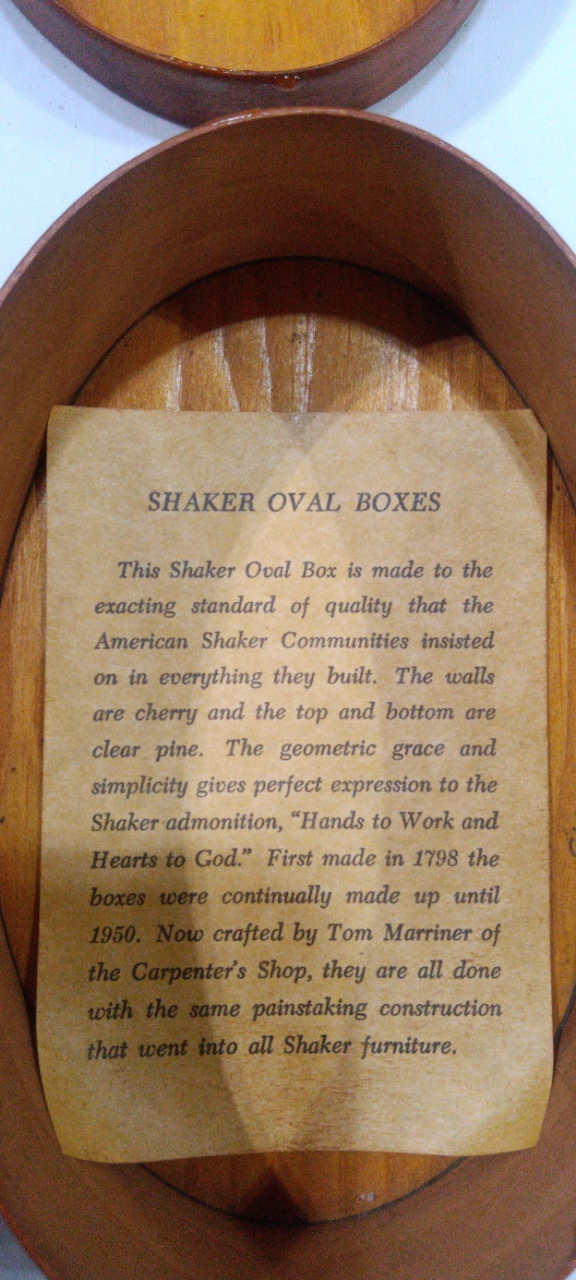 SHAKER OVAL BOXES
This Shaker Oval Box is made to the
exacting standard of quality that the
American Shaker Communities insisted
on in everything they built. The walls
are cherry and the top and bottom are
clear pine. The geometric grace and
simplicity gives perfect expression to the
Shaker admonition, “Hands to Work and
Hearts to God.” First made in 1798 the
boxes were continually made up until
1950. Now crafted by Tom Marriner of
the Carpenter's Shop, they are all done
with the same painstaking construction
that went into all Shaker furniture.